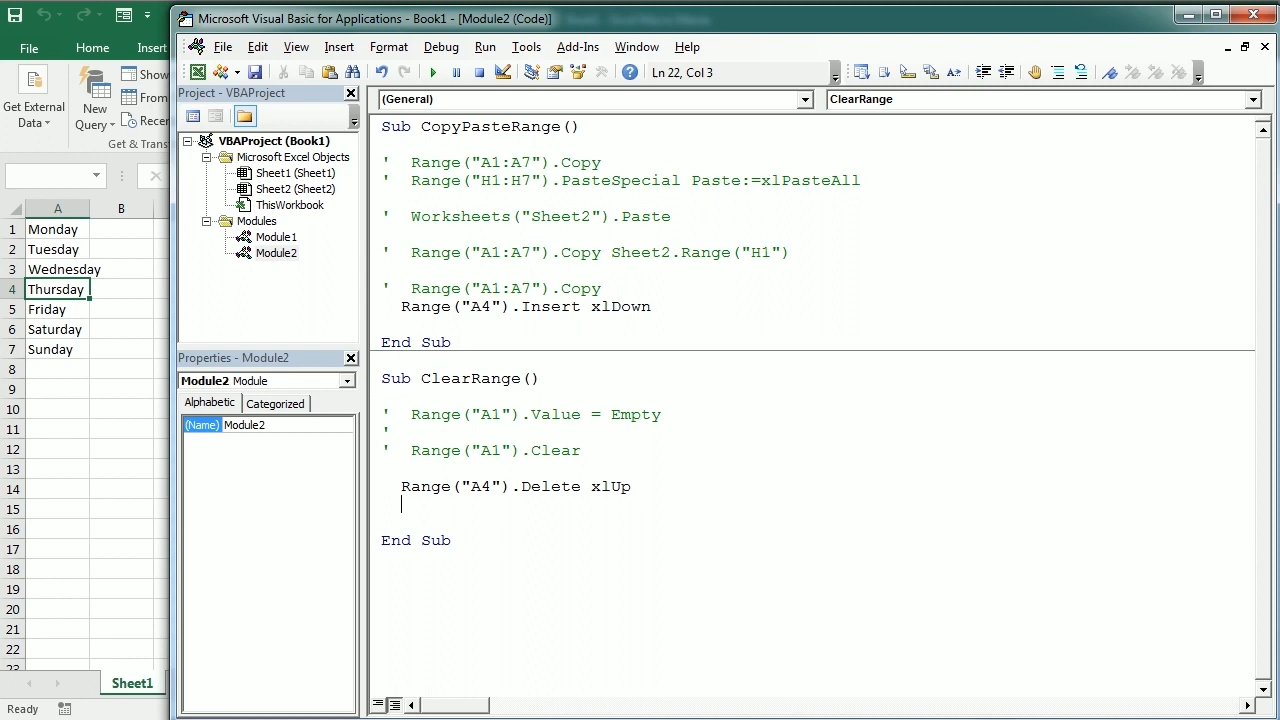 Microsoft Visual Basic for Applications - Book1 - [Module2 (Code)]
File
Home
Insert
File Edit View Insert Format Debug Run Tools Add-Ins Window Help
Ln 22, Col 3
Get External
Data
New
Query
Show
From
Recen
Get & Trans
Project - VBAProject
VBAProject (Book1)
Microsoft Excel Objects
Sheet1 (Sheet1)
Sheet2 (Sheet2)
ThisWorkbook
Modules
Module1
Module2
Properties - Module2
Module2 Module
Alphabetic Categorized
(Name) Module2
(General)
ClearRange
Sub CopyPasteRange()
' Range("A1:A7").Copy
' Range("H1:H7").PasteSpecial Paste:=xlPasteAll
' Worksheets("Sheet2").Paste
' Range("A1:A7").Copy Sheet2.Range("H1")
' Range("A1:A7").Copy
Range("A4").Insert xlDown
End Sub
Sub ClearRange()
' Range("A1").Value = Empty
'
' Range("A1").Clear
Range("A4").Delete xlUp
End Sub
A B
1 Monday
2 Tuesday
3 Wednesday
4 Thursday
5 Friday
6 Saturday
7 Sunday
8
9
10
11
12
13
14
15
16
17
18
19
20
21
22
23
Sheet1
Ready